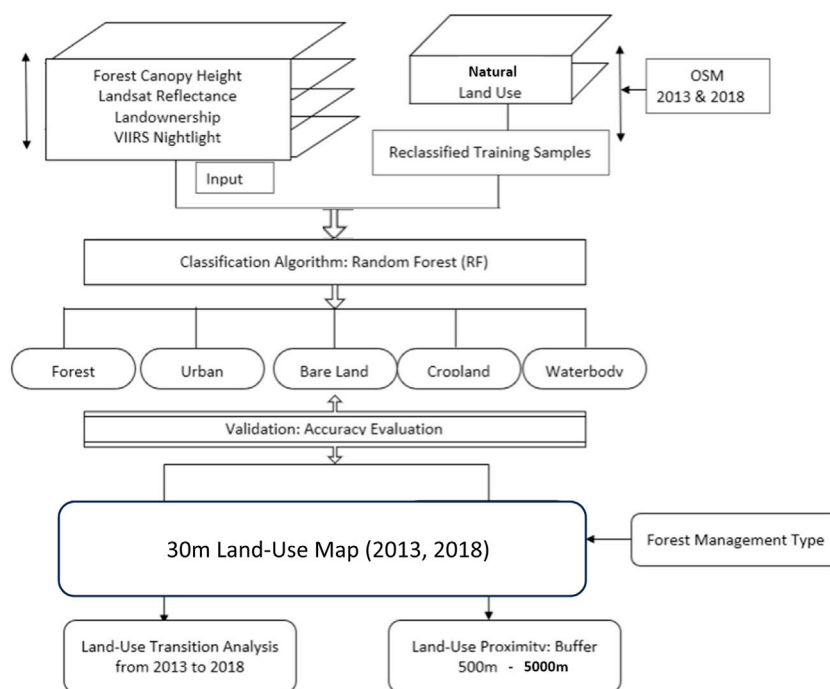 Forest Canopy Height
Landsat Reflectance
Landownership
VIIRS Nightlight
Natural
Land Use
OSM
2013 & 2018
Reclassified Training Samples
Input
Classification Algorithm: Random Forest (RF)
Forest
Urban
Bare Land
Cropland
Waterbody
Validation: Accuracy Evaluation
30m Land-Use Map (2013, 2018)
Forest Management Type
Land-Use Transition Analysis
from 2013 to 2018
Land-Use Proximity: Buffer
500m - 5000m